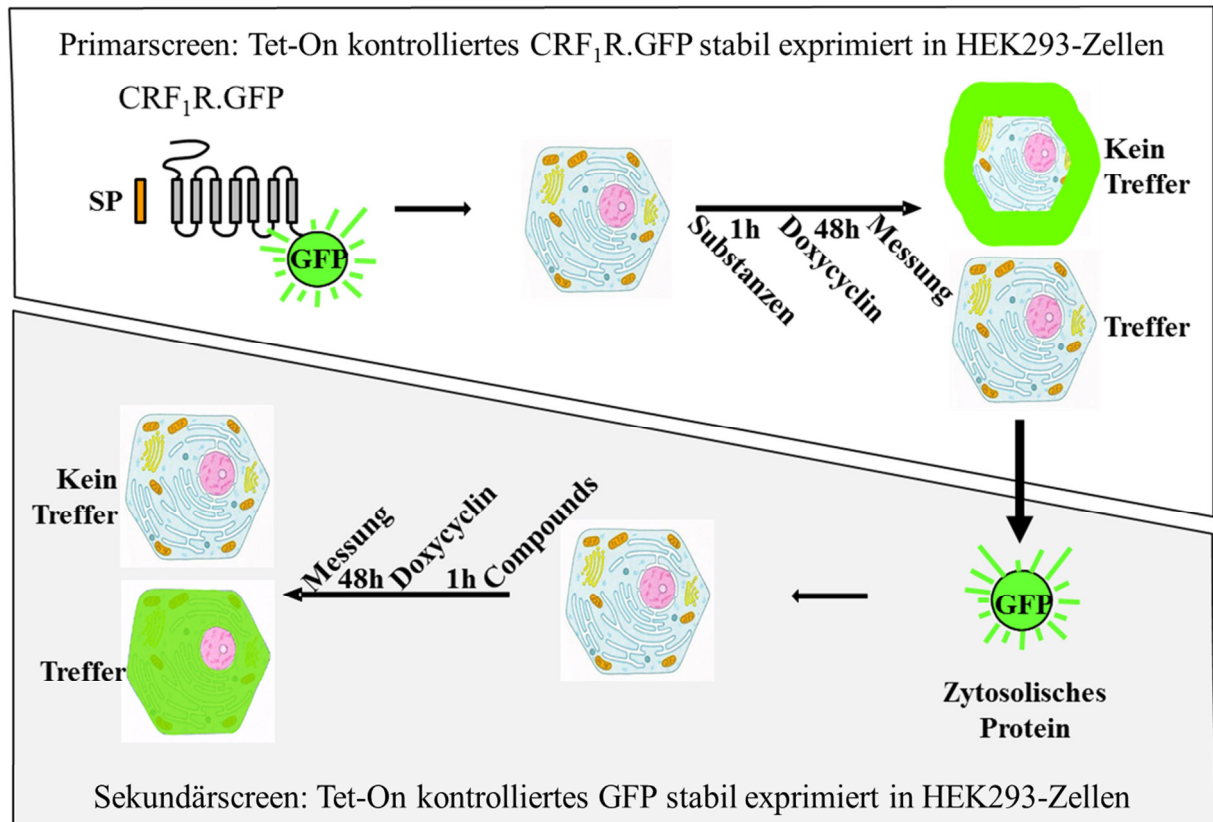 Primarscreen: Tet-On kontrolliertes CRF₁R.GFP stabil exprimiert in HEK293-Zellen
CRF₁R.GFP
SP
GFP
Substanzen
1h
Doxycyclin
48h
Messung
Kein
Treffer
Treffer
Kein
Treffer
Treffer
Messung
48h
Doxycyclin
1h
Compounds
GFP
Zytosolisches
Protein
Sekundärscreen: Tet-On kontrolliertes GFP stabil exprimiert in HEK293-Zellen